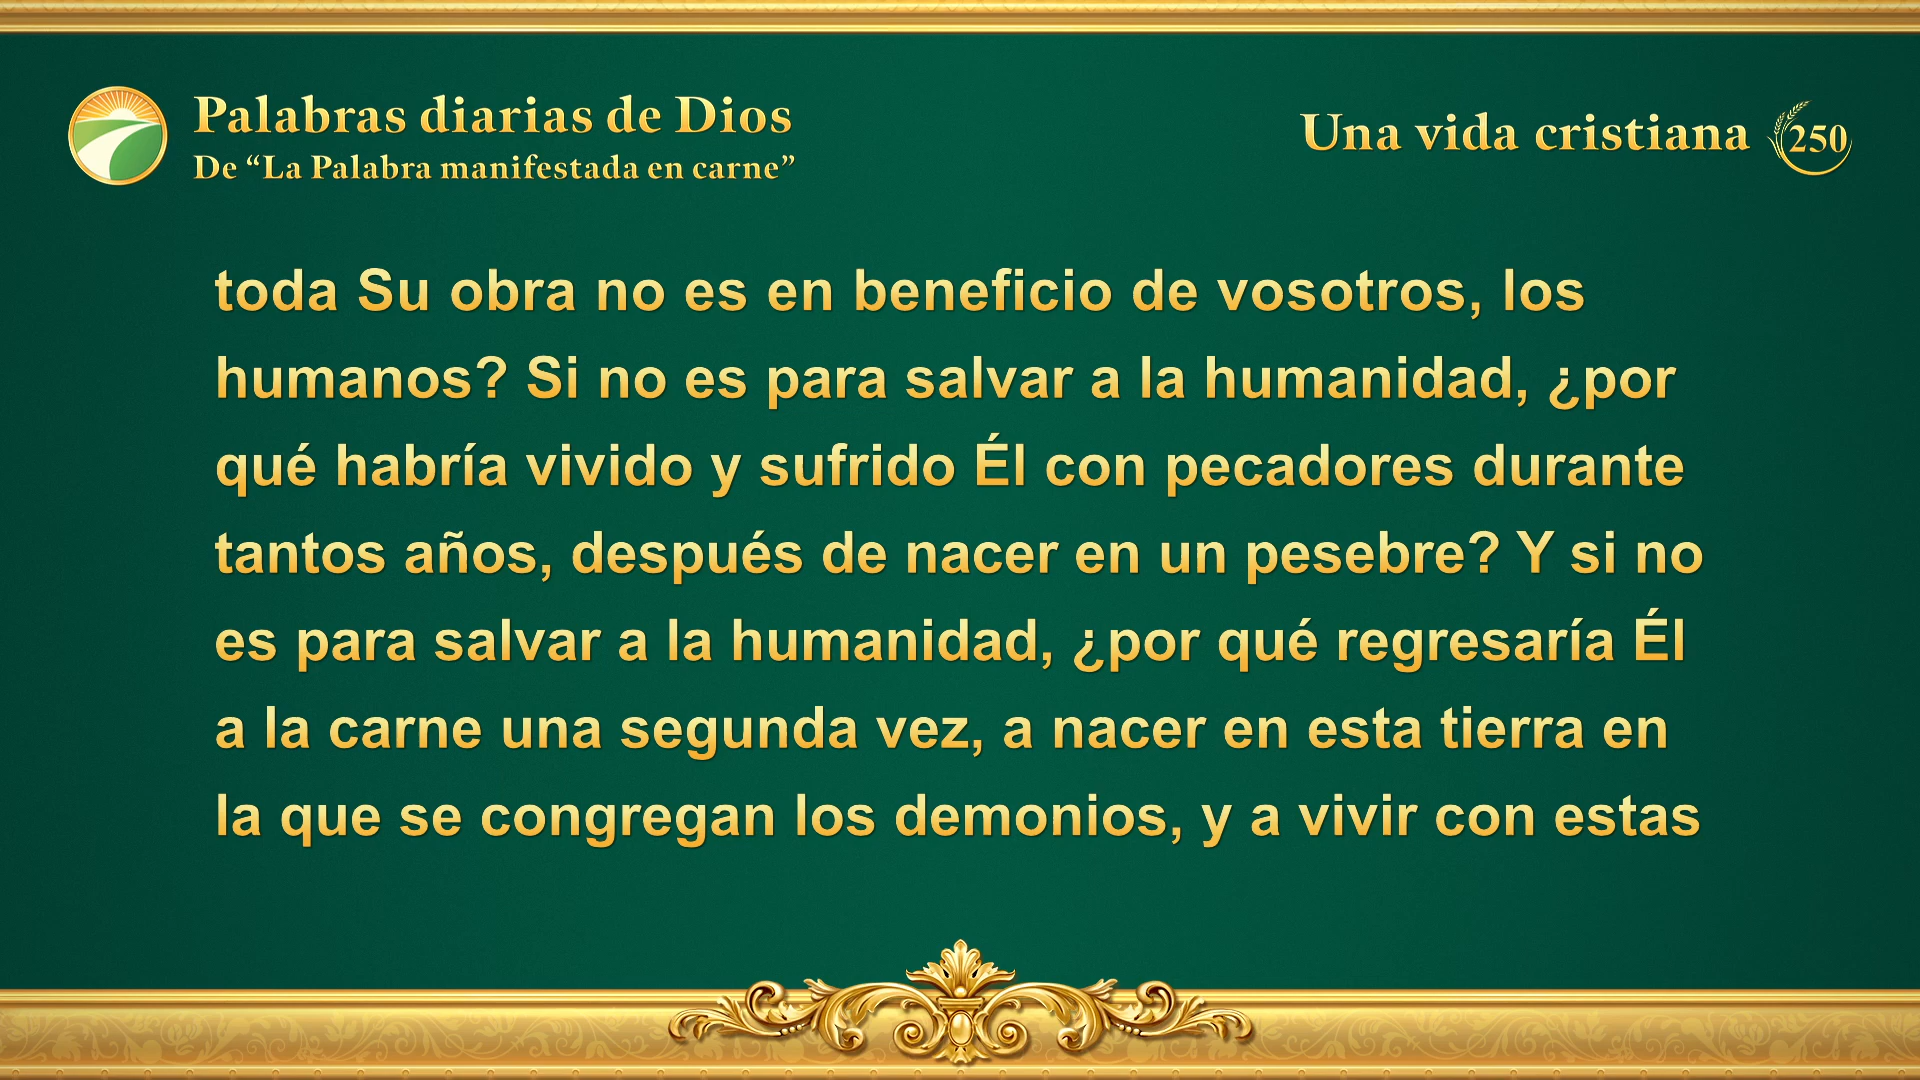 Palabras diarias de Dios
De “La Palabra manifestada en carne”
Una vida cristiana 250
toda Su obra no es en beneficio de vosotros, los
humanos? Si no es para salvar a la humanidad, ¿por
qué habría vivido y sufrido Él con pecadores durante
tantos años, después de nacer en un pesebre? Y si no
es para salvar a la humanidad, ¿por qué regresaría Él
a la carne una segunda vez, a nacer en esta tierra en
la que se congregan los demonios, y a vivir con estas